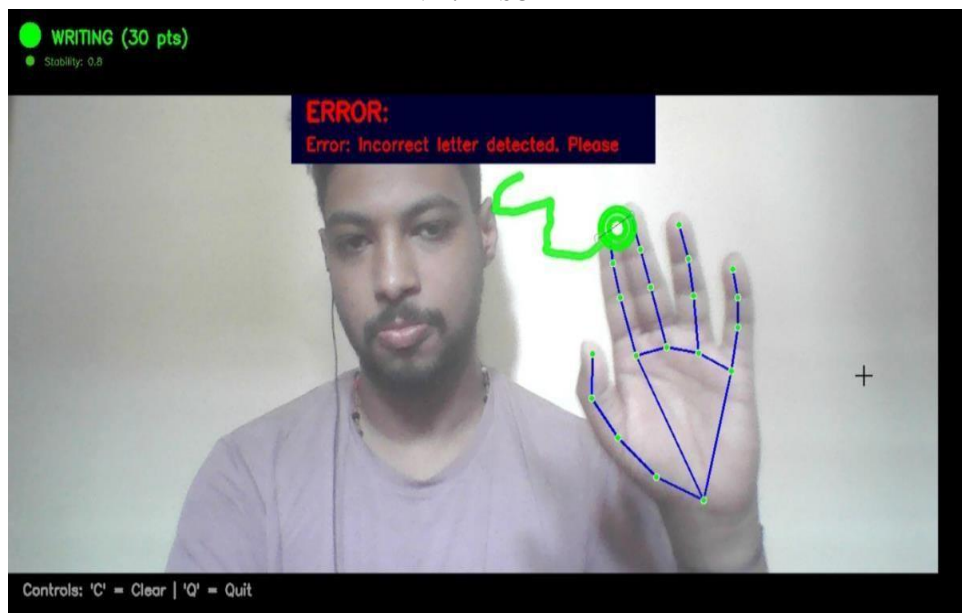 WRITING (30 pts)
Stability: 0.8
ERROR:
Error: Incorrect letter detected. Please
Controls: 'C' = Clear | 'Q' = Quit